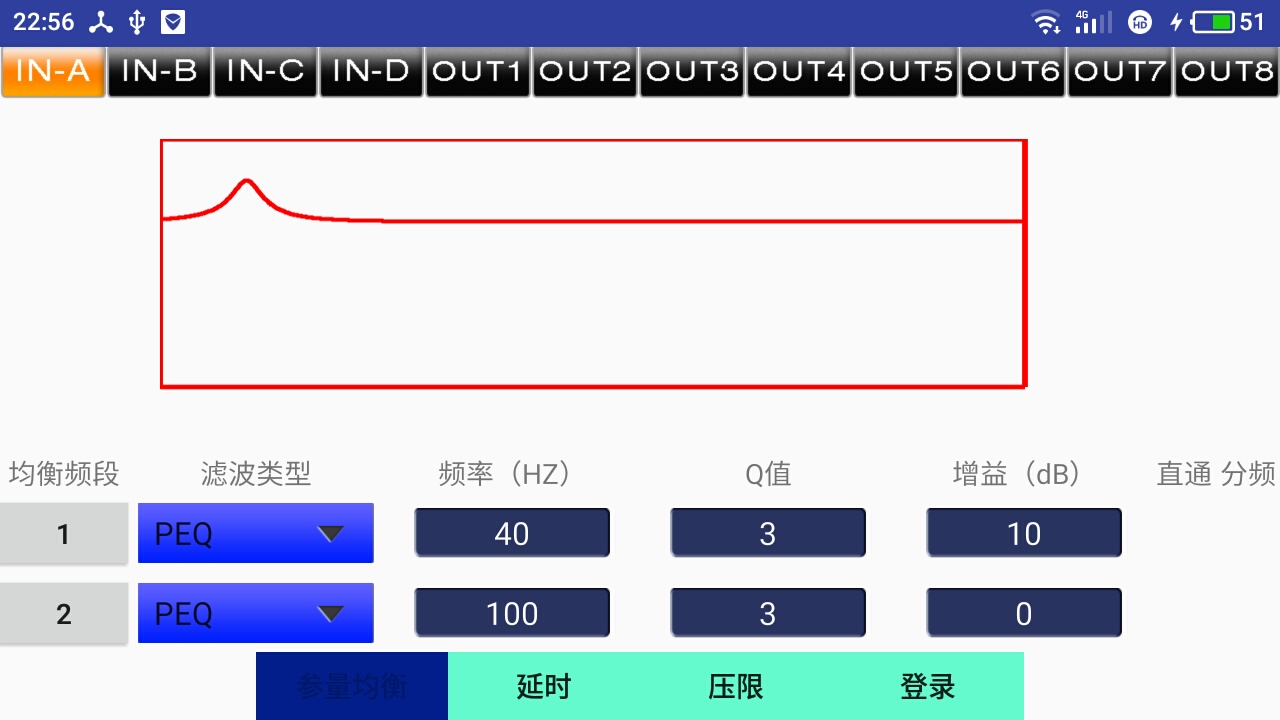 22:56 4G HD 51
IN-A IN-B IN-C IN-D OUT1 OUT2 OUT3 OUT4 OUT5 OUT6 OUT7 OUT8
均衡频段 滤波类型 频率（HZ） Q值 增益（dB） 直通 分频
1 PEQ 40 3 10
2 PEQ 100 3 0
参量均衡 延时 压限 登录